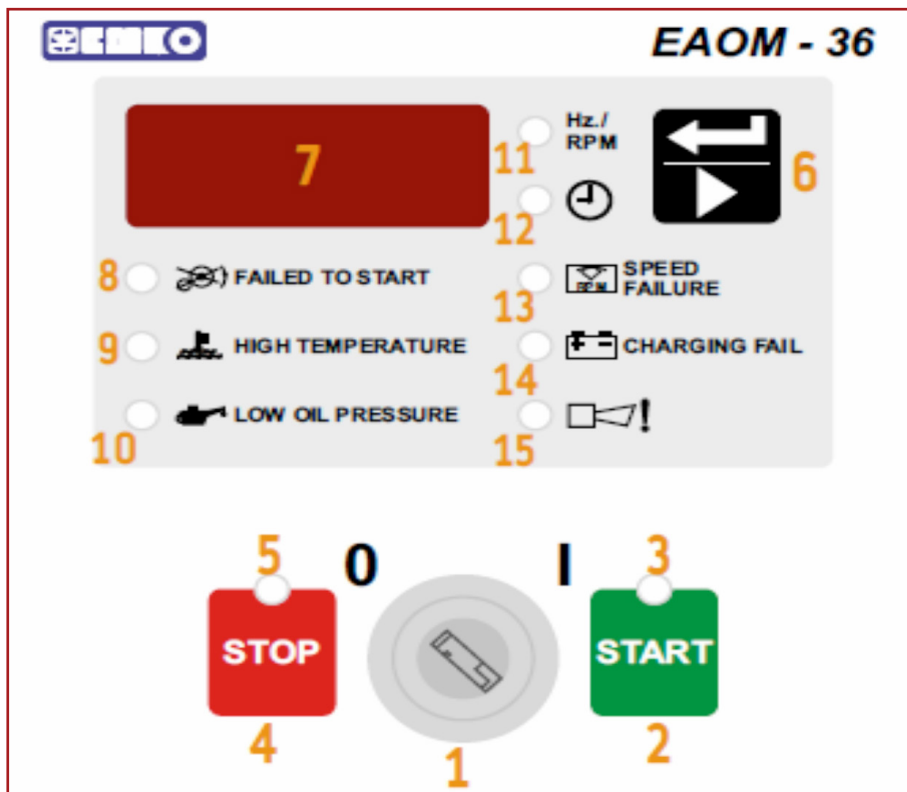 EMKO
EAOM - 36
7
11
Hz./
RPM
6
12
8
FAILED TO START
13
RPM
SPEED
FAILURE
9
HIGH TEMPERATURE
14
CHARGING FAIL
10
LOW OIL PRESSURE
15
!
5
O
I
3
STOP
START
4
1
2